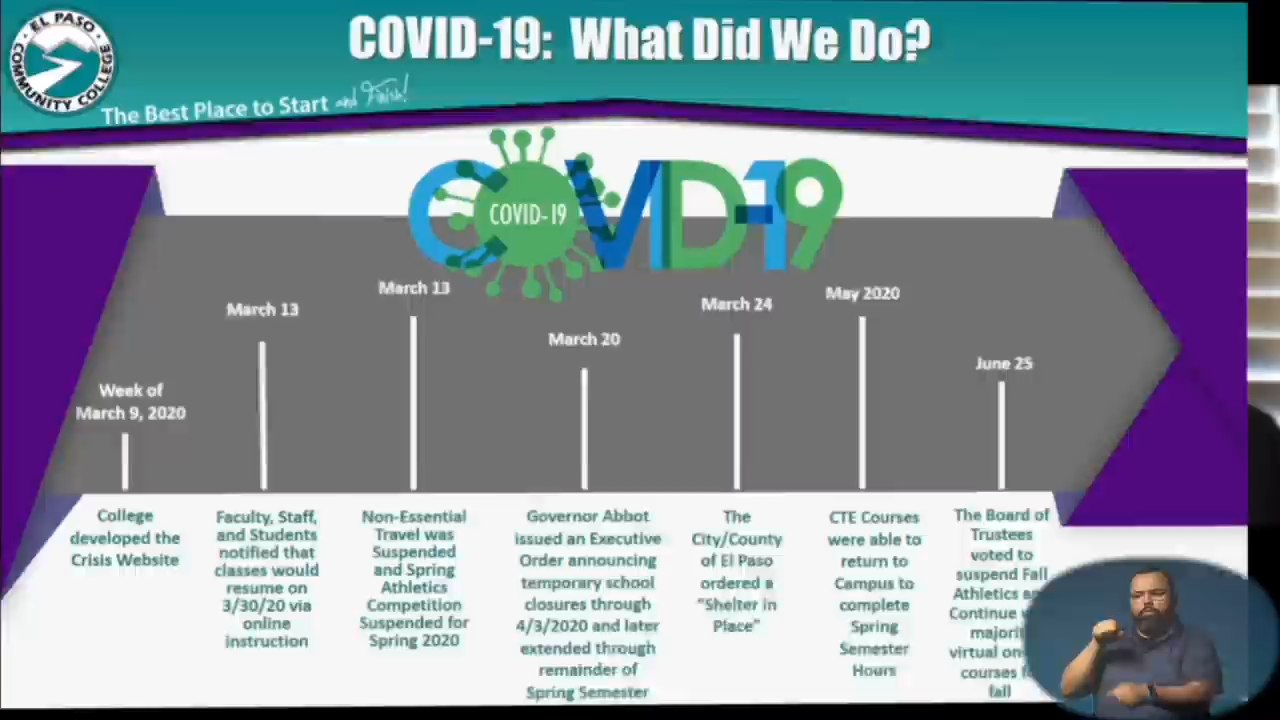 EL PASO
COMMUNITY COLLEGE
COVID-19: What Did We Do?
The Best Place to Start and Finish!
COVID-19
COVID-19
Week of
March 9, 2020
College
developed the
Crisis Website
March 13
Faculty, Staff,
and Students
notified that
classes would
resume on
3/30/20 via
online
instruction
March 13
Non-Essential
Travel was
Suspended
and Spring
Athletics
Competition
Suspended for
Spring 2020
March 20
Governor Abbot
issued an Executive
Order announcing
temporary school
closures through
4/3/2020 and later
extended through
remainder of
Spring Semester
March 24
The
City/County
of El Paso
ordered a
"Shelter in
Place"
May 2020
CTE Courses
were able to
return to
Campus to
complete
Spring
Semester
Hours
June 25
The Board of
Trustees
voted to
suspend Fall
Athletics
Continue
virtual
courses
fall